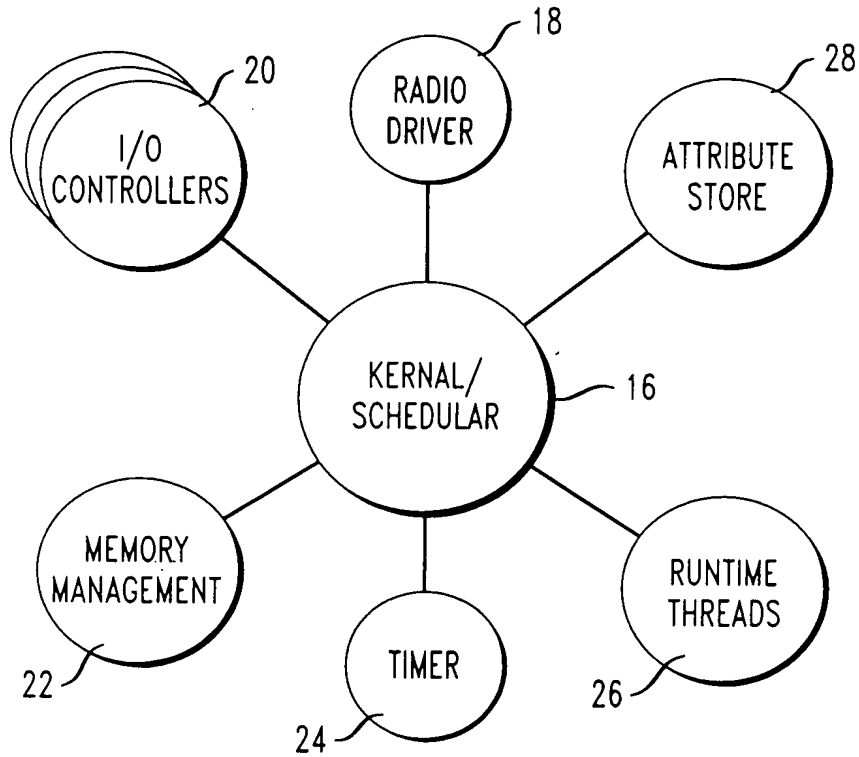 20
I/O
CONTROLLERS
18
RADIO
DRIVER
28
ATTRIBUTE
STORE
KERNAL/
SCHEDULAR
16
MEMORY
MANAGEMENT
22
TIMER
24
RUNTIME
THREADS
26